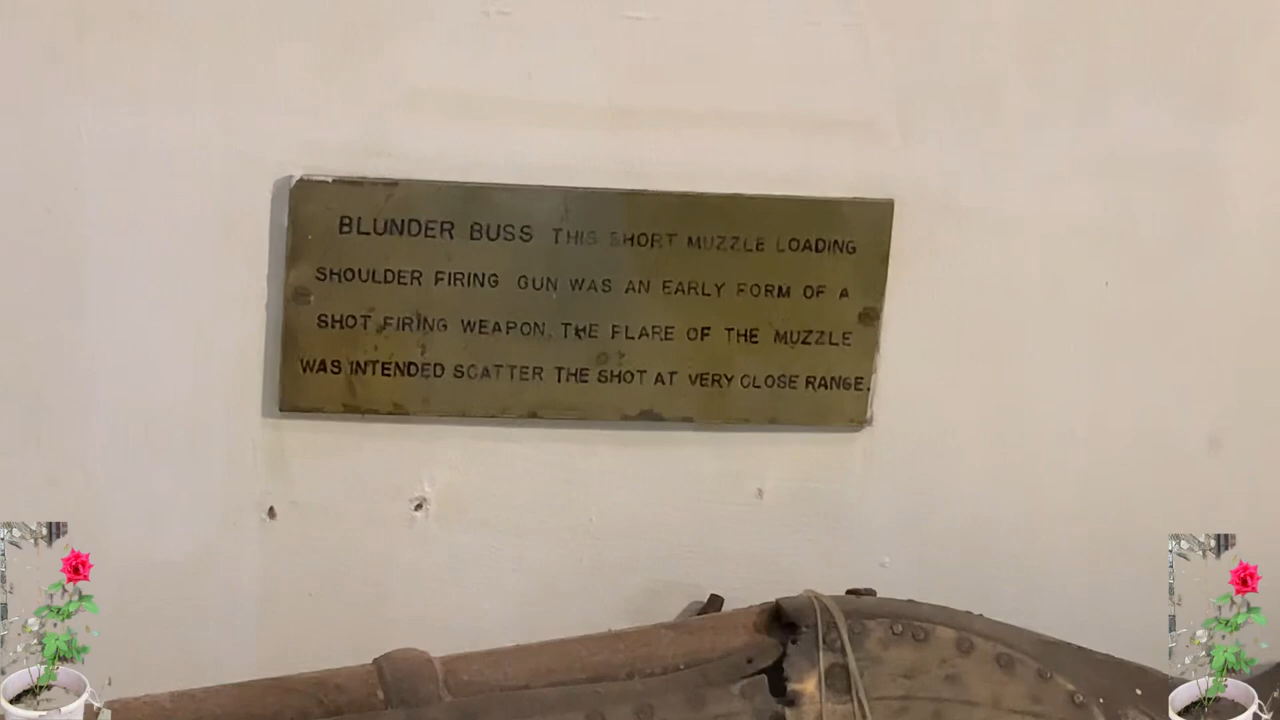 BLUNDER BUSS THIS SHORT MUZZLE LOADING
SHOULDER FIRING GUN WAS AN EARLY FORM OF A
SHOT FIRING WEAPON, THE FLARE OF THE MUZZLE
WAS INTENDED SCATTER THE SHOT AT VERY CLOSE RANGE.